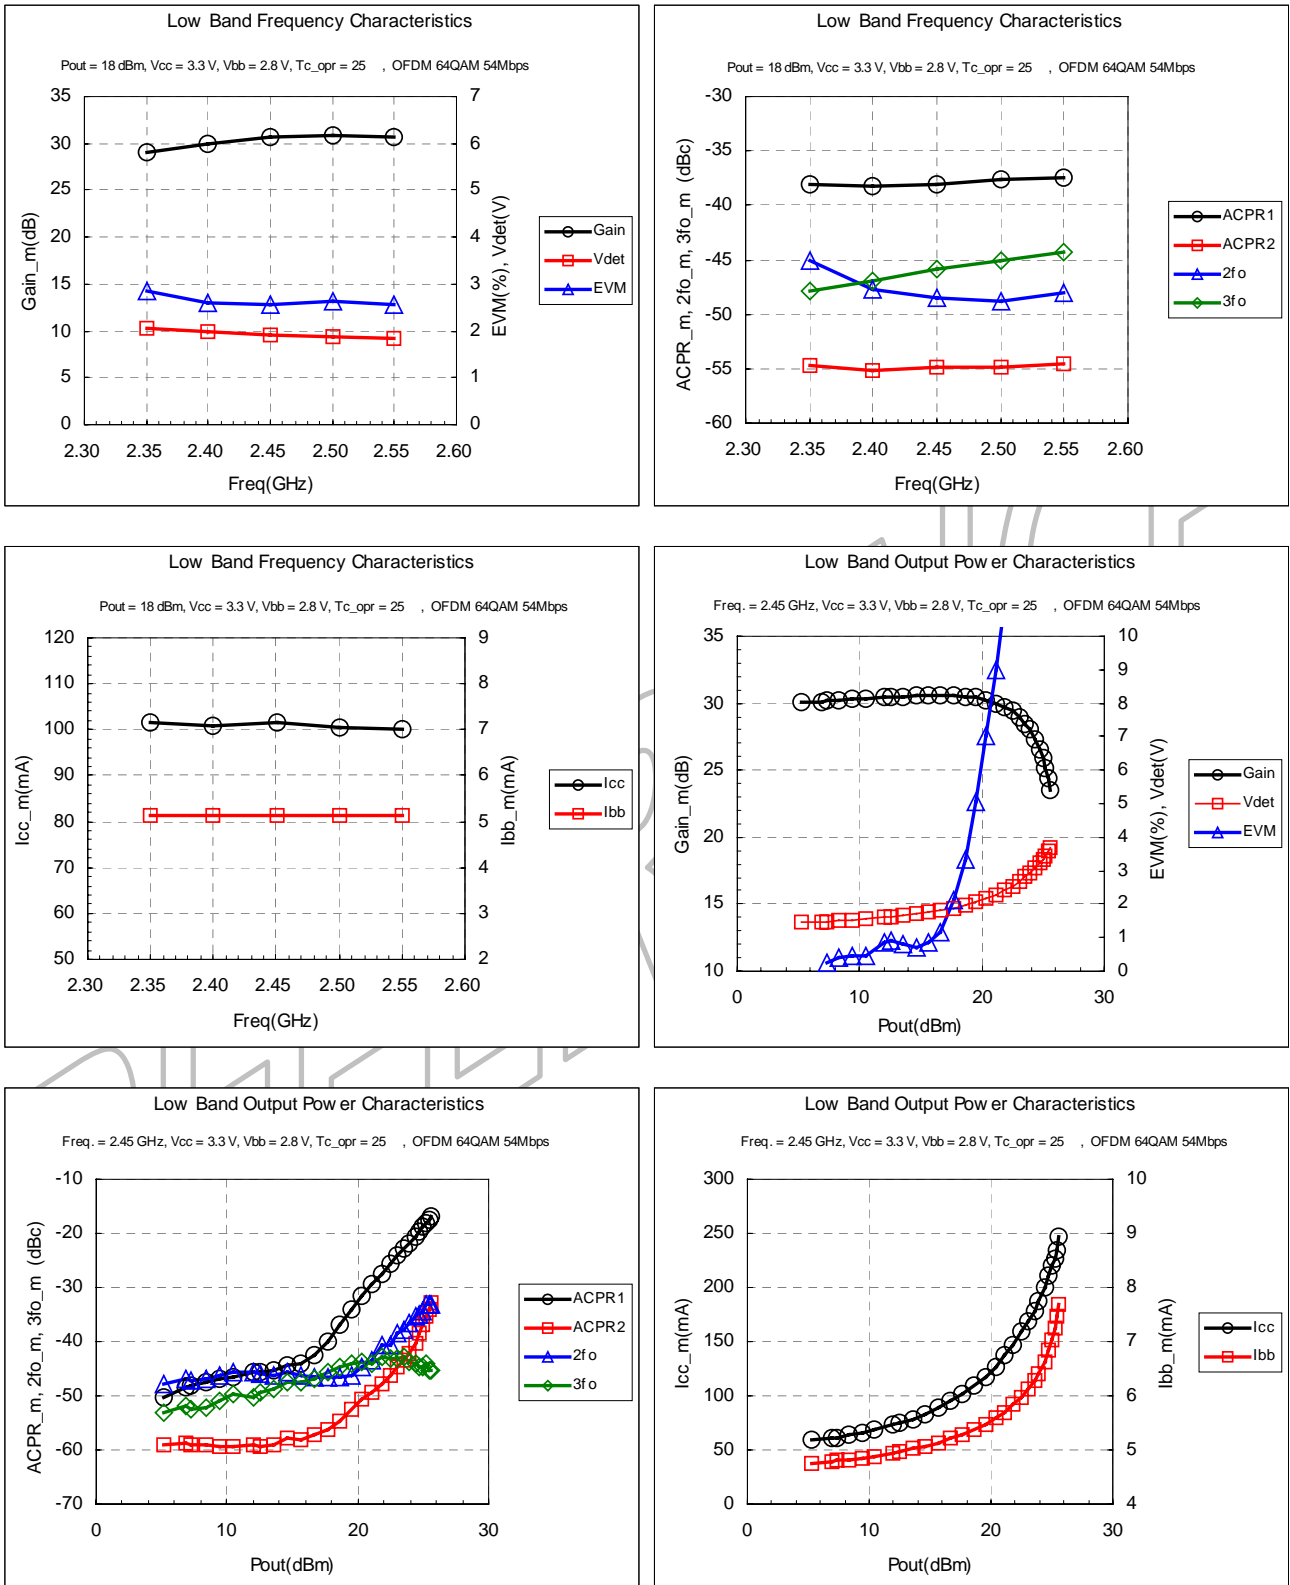 Low Band Frequency Characteristics
Pout = 18 dBm, Vcc = 3.3 V, Vbb = 2.8 V, Tc_opr = 25 , OFDM 64QAM 54Mbps
35
30
25
20
15
10
5
0
7
6
5
4
3
2
1
0
Gain_m(dB)
EVM(%), Vdet(V)
2.30 2.35 2.40 2.45 2.50 2.55 2.60
Freq(GHz)
Gain
Vdet
EVM
Low Band Frequency Characteristics
Pout = 18 dBm, Vcc = 3.3 V, Vbb = 2.8 V, Tc_opr = 25 , OFDM 64QAM 54Mbps
-30
-35
-40
-45
-50
-55
-60
ACPR_m, 2fo_m, 3fo_m (dBc)
2.30 2.35 2.40 2.45 2.50 2.55 2.60
Freq(GHz)
ACPR1
ACPR2
2fo
3fo
Low Band Frequency Characteristics
Pout = 18 dBm, Vcc = 3.3 V, Vbb = 2.8 V, Tc_opr = 25 , OFDM 64QAM 54Mbps
120
110
100
90
80
70
60
50
9
8
7
6
5
4
3
2
Icc_m(mA)
Ibb_m(mA)
2.30 2.35 2.40 2.45 2.50 2.55 2.60
Freq(GHz)
Icc
Ibb
Low Band Output Power Characteristics
Freq. = 2.45 GHz, Vcc = 3.3 V, Vbb = 2.8 V, Tc_opr = 25 , OFDM 64QAM 54Mbps
35
30
25
20
15
10
10
9
8
7
6
5
4
3
2
1
0
Gain_m(dB)
EVM(%), Vdet(V)
0 10 20 30
Pout(dBm)
Gain
Vdet
EVM
Low Band Output Power Characteristics
Freq. = 2.45 GHz, Vcc = 3.3 V, Vbb = 2.8 V, Tc_opr = 25 , OFDM 64QAM 54Mbps
-10
-20
-30
-40
-50
-60
-70
ACPR_m, 2fo_m, 3fo_m (dBc)
0 10 20 30
Pout(dBm)
ACPR1
ACPR2
2fo
3fo
Low Band Output Power Characteristics
Freq. = 2.45 GHz, Vcc = 3.3 V, Vbb = 2.8 V, Tc_opr = 25 , OFDM 64QAM 54Mbps
300
250
200
150
100
50
0
10
9
8
7
6
5
4
Icc_m(mA)
Ibb_m(mA)
0 10 20 30
Pout(dBm)
Icc
Ibb